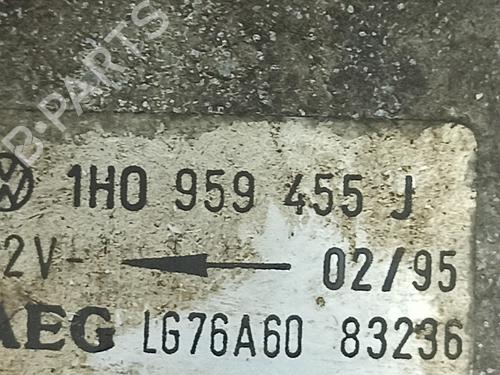 1H0 959 455 J
2V- 02/95
AEG LG76A60 83236
B-PARTS